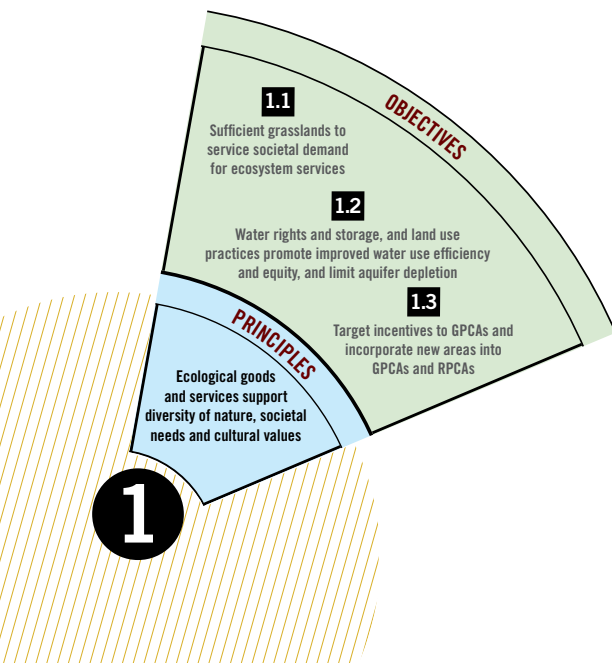 OBJECTIVES
1.1
Sufficient grasslands to
service societal demand
for ecosystem services
1.2
Water rights and storage, and land use
practices promote improved water use efficiency
and equity, and limit aquifer depletion
1.3
Target incentives to GPCAs and
incorporate new areas into
GPCAs and RPCAs
PRINCIPLES
Ecological goods
and services support
diversity of nature, societal
needs and cultural values
1